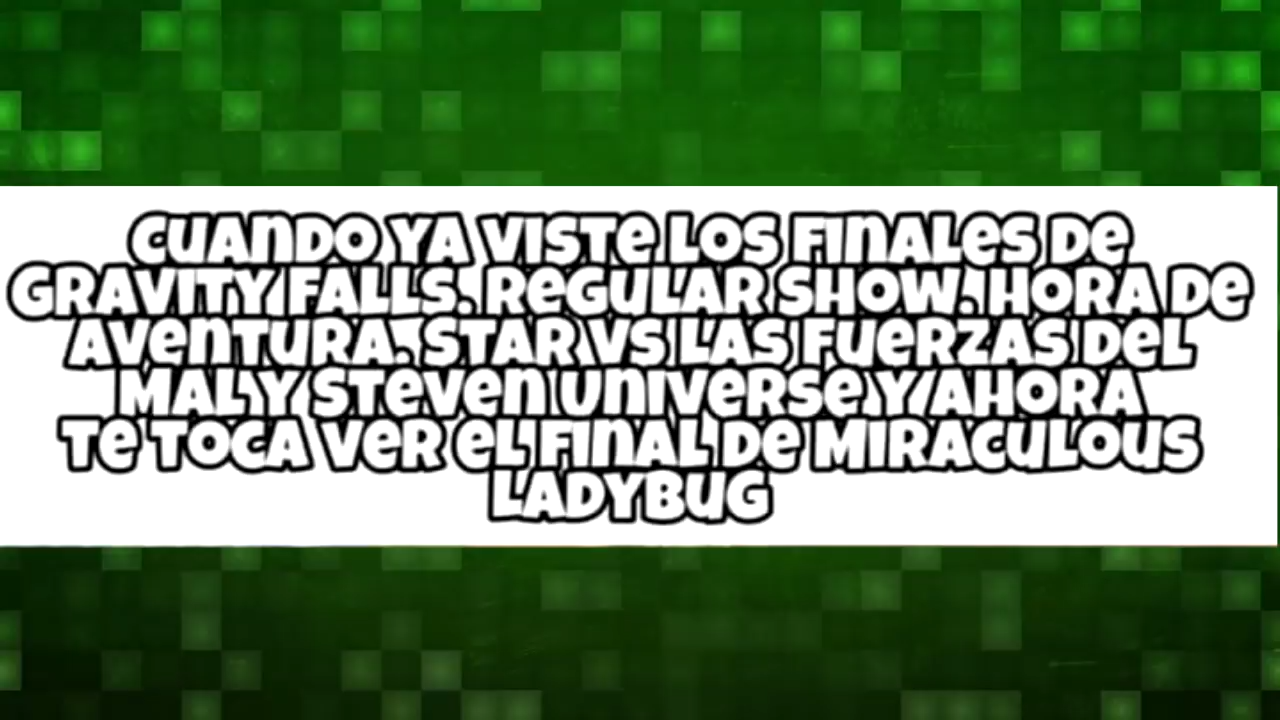 CUANDO YA VISTE LOS FINALES DE
GRAVITY FALLS, REGULAR SHOW, HORA DE
AVENTURA, STAR VS LAS FUERZAS DEL
MAL Y STEVEN UNIVERSE Y AHORA
TE TOCA VER EL FINAL DE MIRACULOUS
LADYBUG